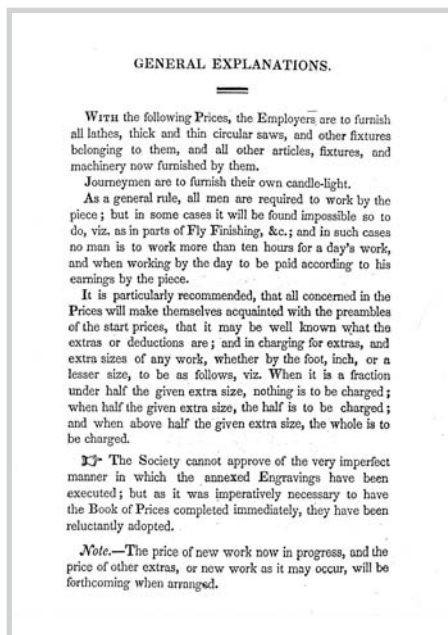 GENERAL EXPLANATIONS.
WITH the following Prices, the Employers are to furnish
all lathes, thick and thin circular saws, and other fixtures
belonging to them, and all other articles, fixtures, and
machinery now furnished by them.
Journeymen are to furnish their own candle-light.
As a general rule, all men are required to work by the
piece; but in some cases it will be found impossible so to
do, viz. as in parts of Fly Finishing, &c.; and in such cases
no man is to work more than ten hours for a day's work,
and when working by the day to be paid according to his
earnings by the piece.
It is particularly recommended, that all concerned in the
Prices will make themselves acquainted with the preambles
of the start prices, that it may be well known what the
extras or deductions are; and in charging for extras, and
extra sizes of any work, whether by the foot, inch, or a
lesser size, to be as follows, viz. When it is a fraction
under half the given extra size, nothing is to be charged;
when half the given extra size, the half is to be charged;
and when above half the given extra size, the whole is to
be charged.
☞ The Society cannot approve of the very imperfect
manner in which the annexed Engravings have been
executed; but as it was imperatively necessary to have
the Book of Prices completed immediately, they have been
reluctantly adopted.
Note.—The price of new work now in progress, and the
price of other extras, or new work as it may occur, will be
forthcoming when arranged.